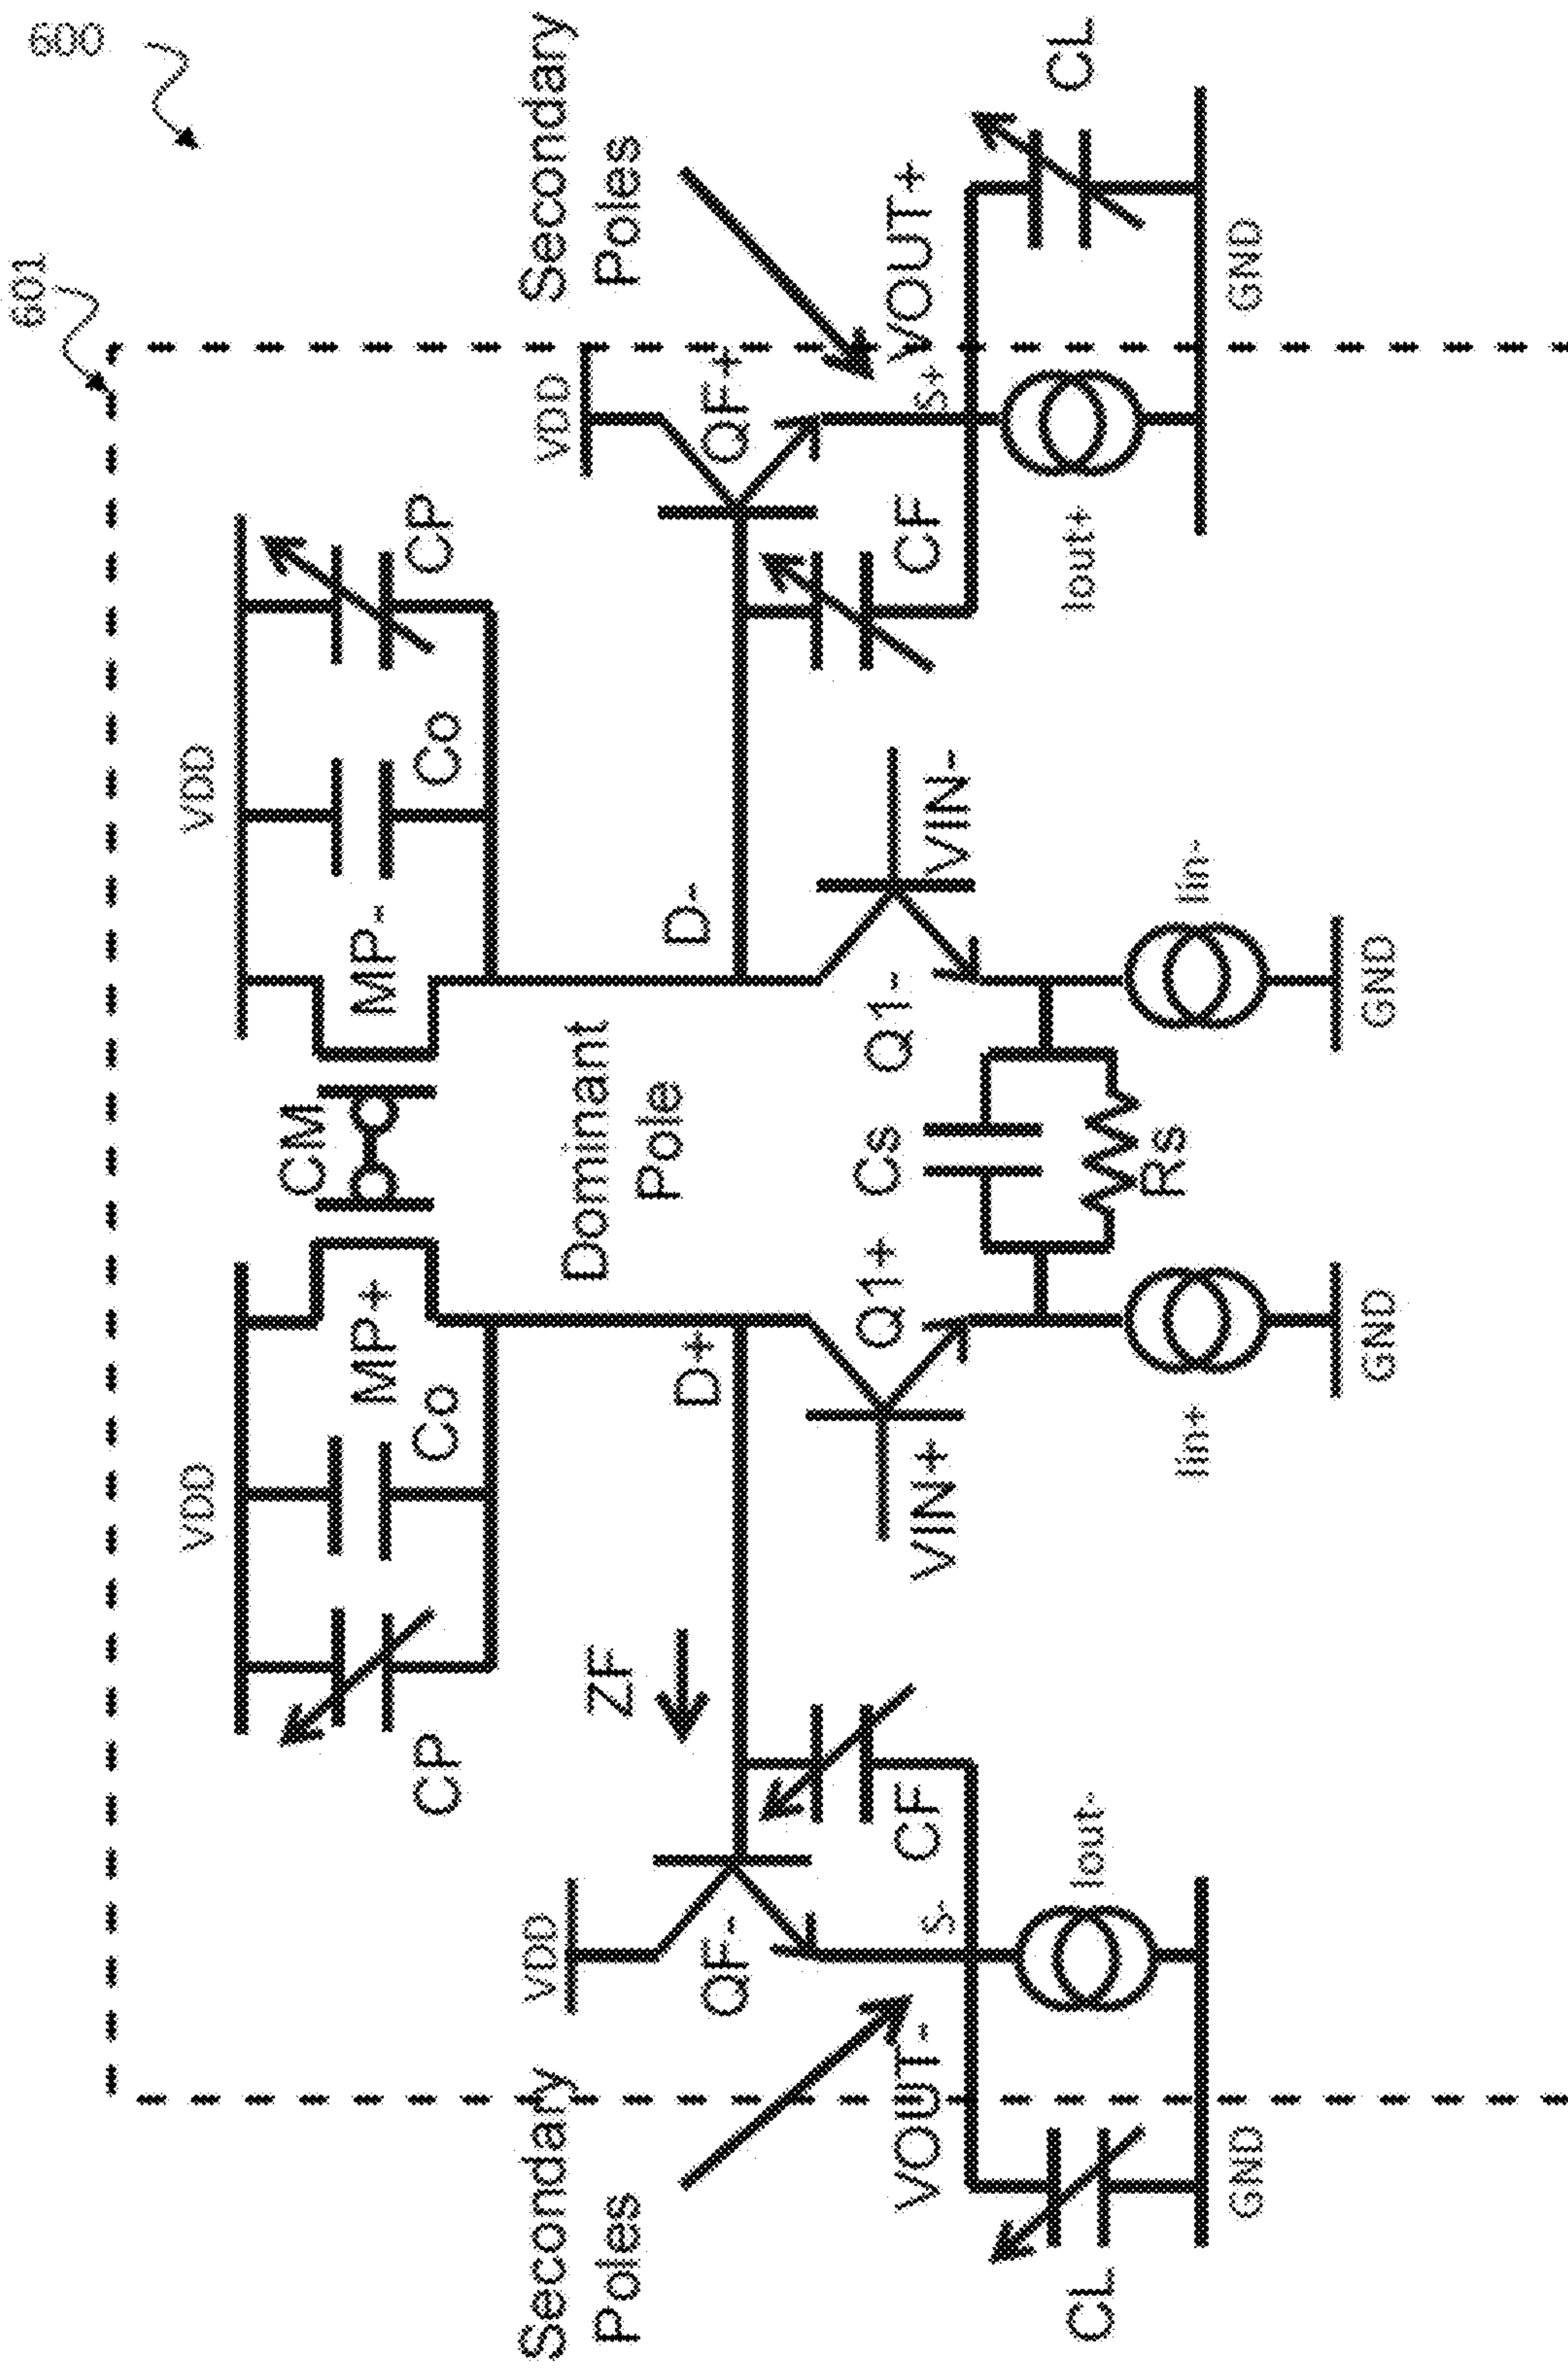 600
601
VDD
VDD
CM
MP+
MP-
CP
Co
Co
CP
Secondary
Poles
VDD
Dominant
Pole
VDD
Secondary
Poles
ZF
D+
D-
QF-
QF+
VOUT-
S-
CF
VIN+
Q1+
Cs
Q1-
VIN-
CF
S+
VOUT+
CL
Iout-
Rs
Iout+
CL
Iin+
Iin-
GND
GND
GND
GND